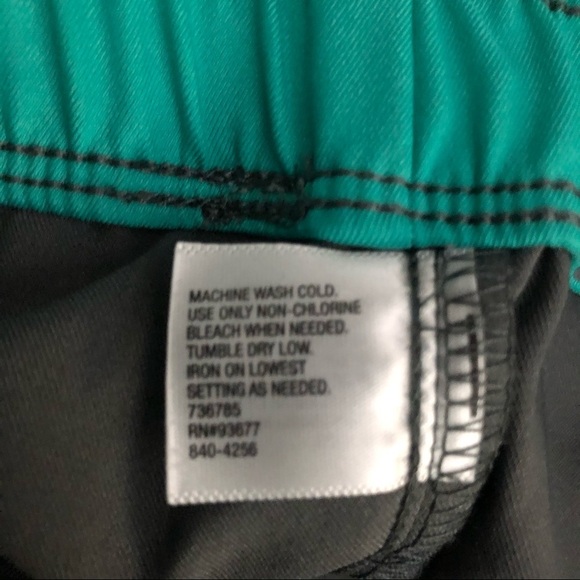 MACHINE WASH COLD.
USE ONLY NON-CHLORINE
BLEACH WHEN NEEDED.
TUMBLE DRY LOW.
IRON ON LOWEST
SETTING AS NEEDED.
736785
RN#93677
840-4256